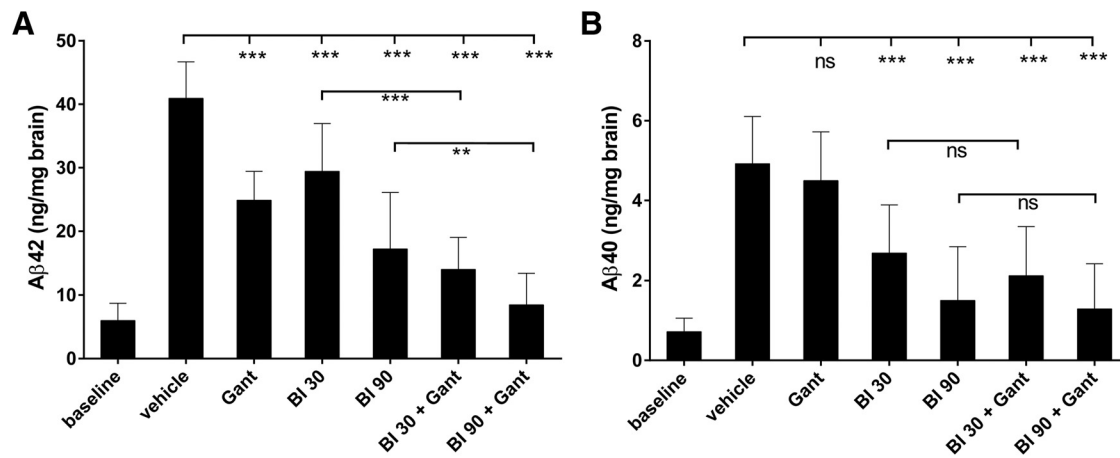 A
50
40
30
20
10
0
Aβ42 (ng/mg brain)
*** *** *** *** ***
***
**
baseline
vehicle
Gant
BI 30
BI 90
BI 30 + Gant
BI 90 + Gant
B
8
6
4
2
0
Aβ40 (ng/mg brain)
ns *** *** *** ***
ns
ns
baseline
vehicle
Gant
BI 30
BI 90
BI 30 + Gant
BI 90 + Gant